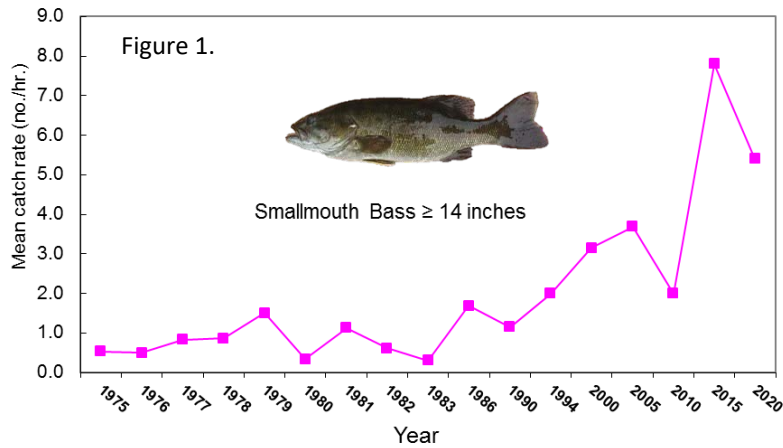 9.0
Figure 1.
8.0
7.0
6.0
5.0
4.0
3.0
2.0
1.0
0.0
Mean catch rate (no./hr.)
Smallmouth Bass ≥ 14 inches
1975 1976 1977 1978 1979 1980 1981 1982 1983 1986 1990 1994 2000 2005 2010 2015 2020
Year